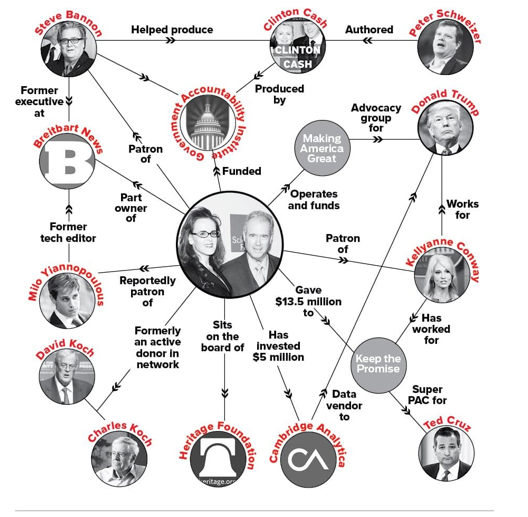 Steve Bannon
Helped produce
Clinton Cash
CLINTON
CASH
Authored
Peter Schweizer
Former
executive
at
Government Accountability Institute
Produced
by
Advocacy
group
for
Donald Trump
Breitbart News
B
Patron
of
Funded
Making
America
Great
Operates
and funds
Part
owner
of
Works
for
Former
tech editor
Patron
of
Kellyanne Conway
Milo Yiannopoulous
Reportedly
patron
of
Gave
$13.5 million
to
Has
worked
for
Formerly
an active
donor in
network
Sits
on the
board of
Has
invested
$5 million
Keep the
Promise
David Koch
Data
vendor
to
Super
PAC for
Charles Koch
Heritage Foundation
heritage.org
Cambridge Analytica
CA
Ted Cruz